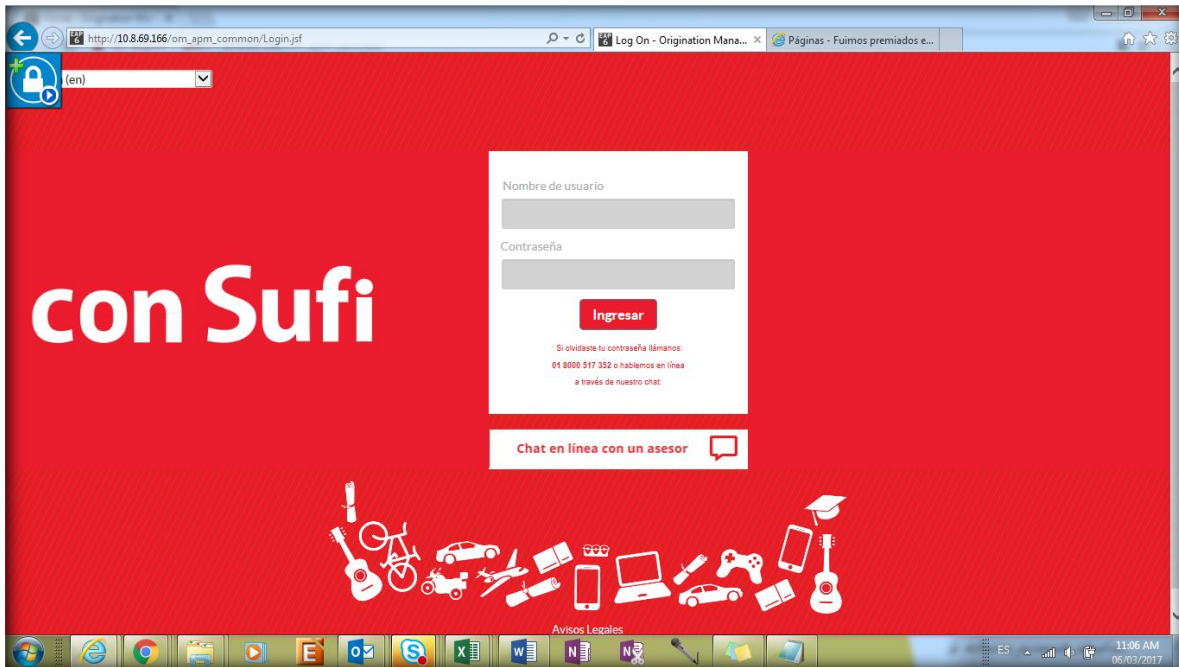 http://10.8.69.166/om_apm_common/Login.jsf
Log On - Origination Mana...
Páginas - Fuimos premiados e...
(en)
Nombre de usuario
Contraseña
con Sufi
Ingresar
Si olvidaste tu contraseña llámanos:
01 8000 517 352 o hablemos en línea
a través de nuestro chat:
Chat en línea con un asesor
Avisos Legales
ES
11:06 AM
06/03/2017